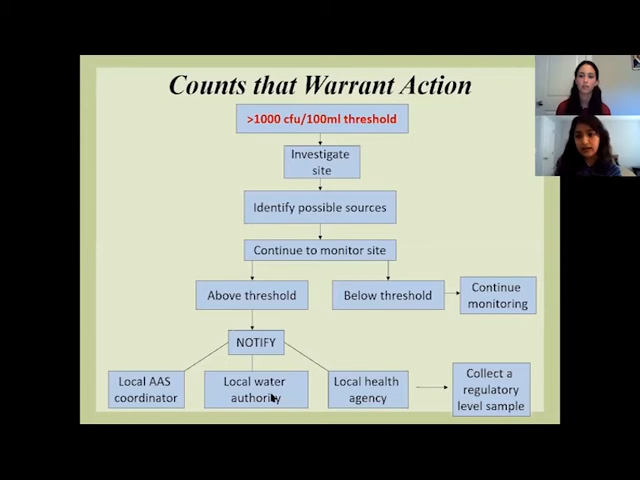 Counts that Warrant Action
>1000 cfu/100ml threshold
Investigate
site
Identify possible sources
Continue to monitor site
Above threshold
Below threshold
Continue
monitoring
NOTIFY
Local AAS
coordinator
Local water
authority
Local health
agency
Collect a
regulatory
level sample